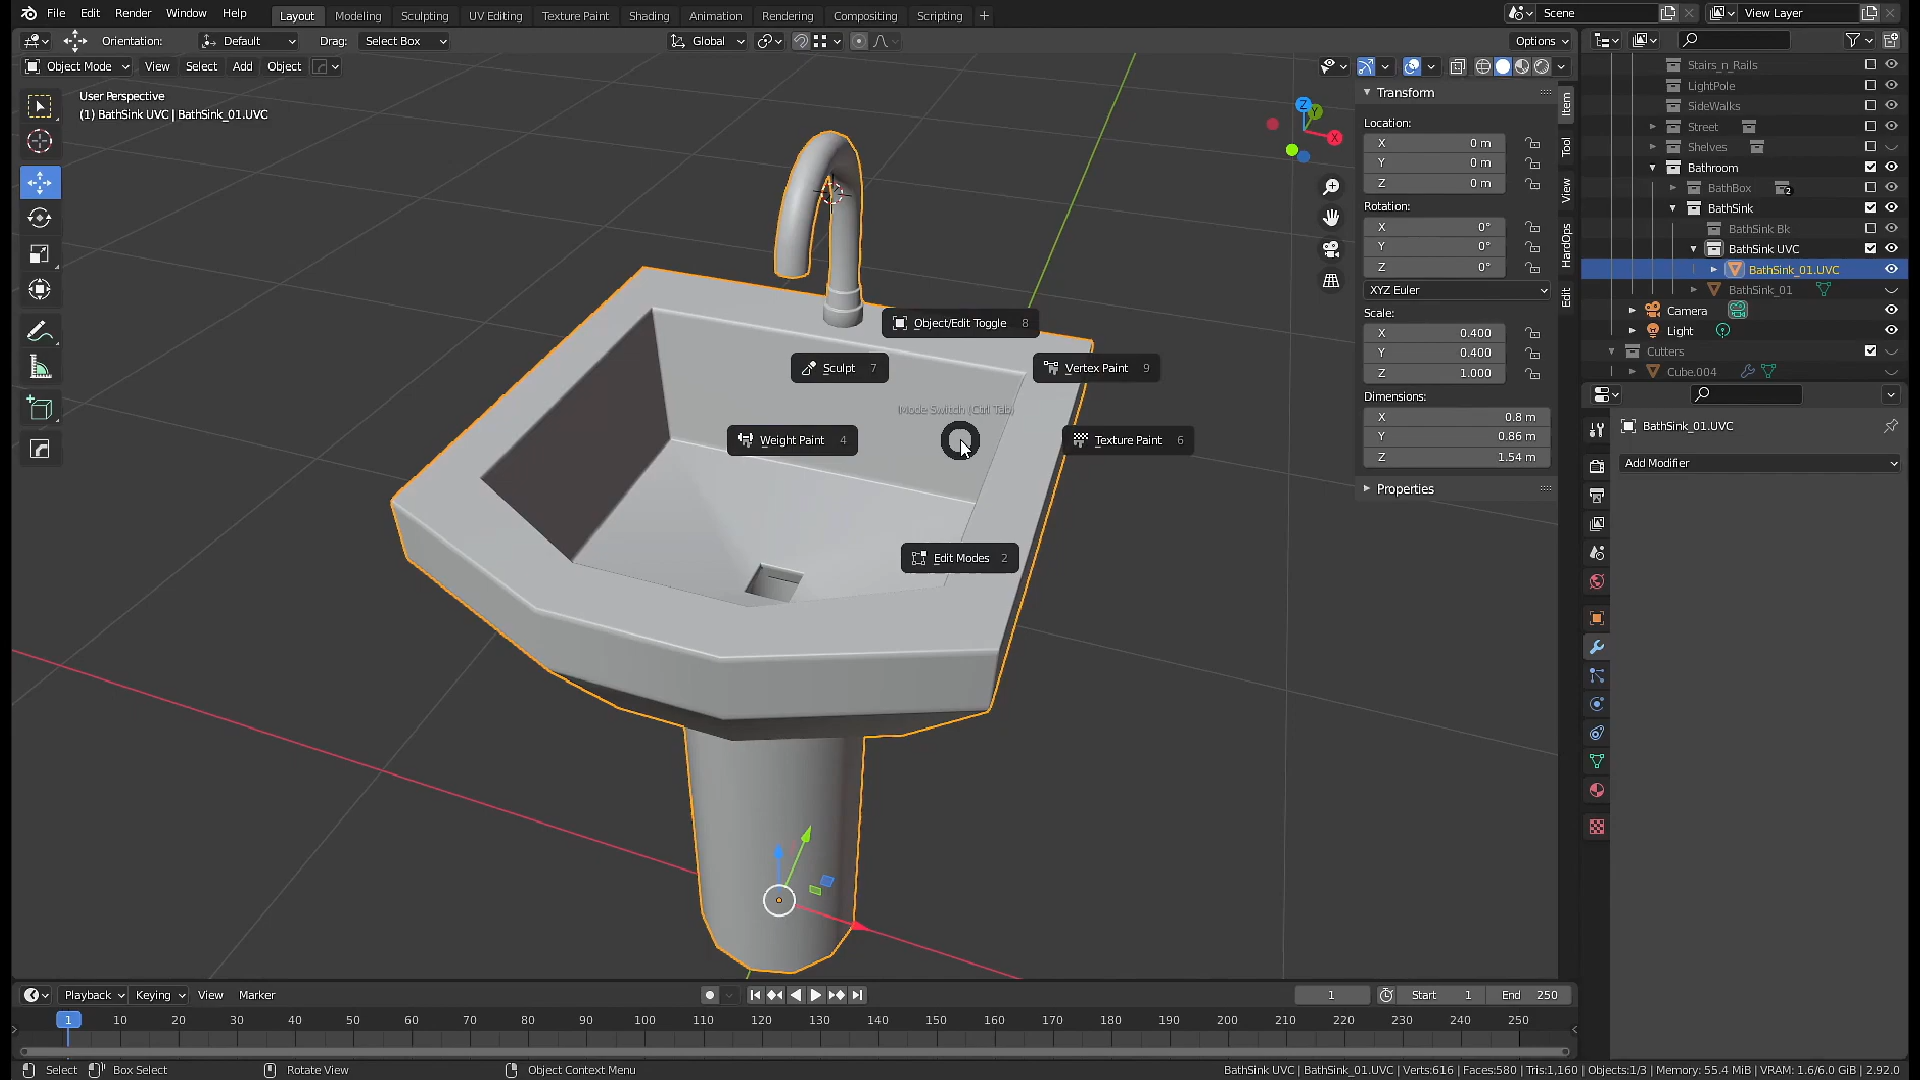 File Edit Render Window Help Layout Modeling Sculpting UV Editing Texture Paint Shading Animation Rendering Compositing Scripting Scene View Layer
Orientation: Default Drag: Select Box Global Options
Object Mode View Select Add Object
User Perspective
(1) BathSink UVC | BathSink_01.UVC
Object/Edit Toggle 8
Sculpt 7
Vertex Paint 9
Mode Switch (Ctrl Tab)
Weight Paint 4
Texture Paint 6
Edit Modes 2
Z
Y
X
Transform
Location:
X 0 m
Y 0 m
Z 0 m
Rotation:
X 0°
Y 0°
Z 0°
XYZ Euler
Scale:
X 0.400
Y 0.400
Z 1.000
Dimensions:
X 0.8 m
Y 0.86 m
Z 1.54 m
Properties
Item
Tool
View
HardOps
Edit
Stairs_n_Rails
LightPole
SideWalks
Street
Shelves
Bathroom
BathBox 2
BathSink
BathSink Bk
BathSink UVC
BathSink_01.UVC
BathSink_01
Camera
Light
Cutters
Cube.004
BathSink_01.UVC
Add Modifier
Playback Keying View Marker 1 Start 1 End 250
1 10 20 30 40 50 60 70 80 90 100 110 120 130 140 150 160 170 180 190 200 210 220 230 240 250
Select Box Select Rotate View Object Context Menu BathSink UVC | BathSink_01.UVC | Verts:616 | Faces:580 | Tris:1,160 | Objects:1/3 | Memory: 55.4 MiB | VRAM: 1.6/6.0 GiB | 2.92.0